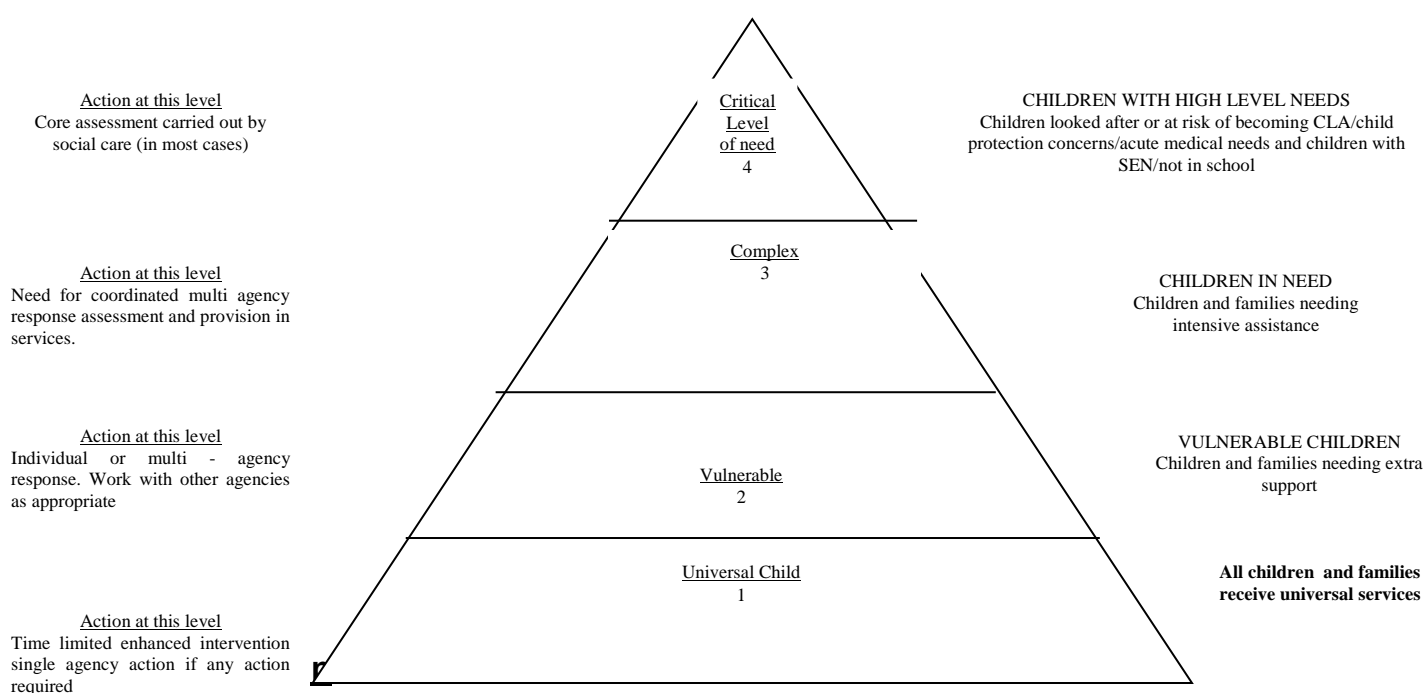 Action at this level
Core assessment carried out by
social care (in most cases)
Critical
Level
of need
4
CHILDREN WITH HIGH LEVEL NEEDS
Children looked after or at risk of becoming CLA/child
protection concerns/acute medical needs and children with
SEN/not in school
Action at this level
Need for coordinated multi agency
response assessment and provision in
services.
Complex
3
CHILDREN IN NEED
Children and families needing
intensive assistance
Action at this level
Individual or multi - agency
response. Work with other agencies
as appropriate
Vulnerable
2
VULNERABLE CHILDREN
Children and families needing extra
support
Action at this level
Time limited enhanced intervention
single agency action if any action
required
Universal Child
1
All children and families
receive universal services